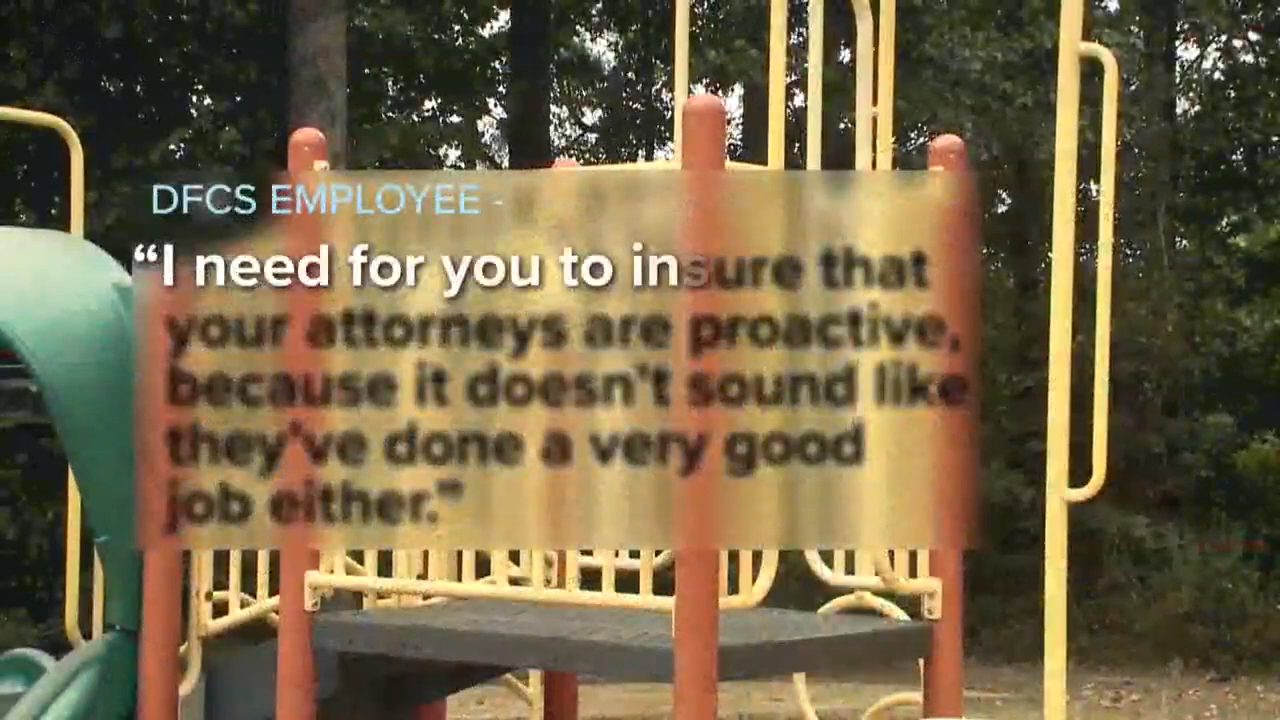 DFCS EMPLOYEE -
“I need for you to insure that
your attorneys are proactive,
because it doesn't sound like
they've done a very good
job either."